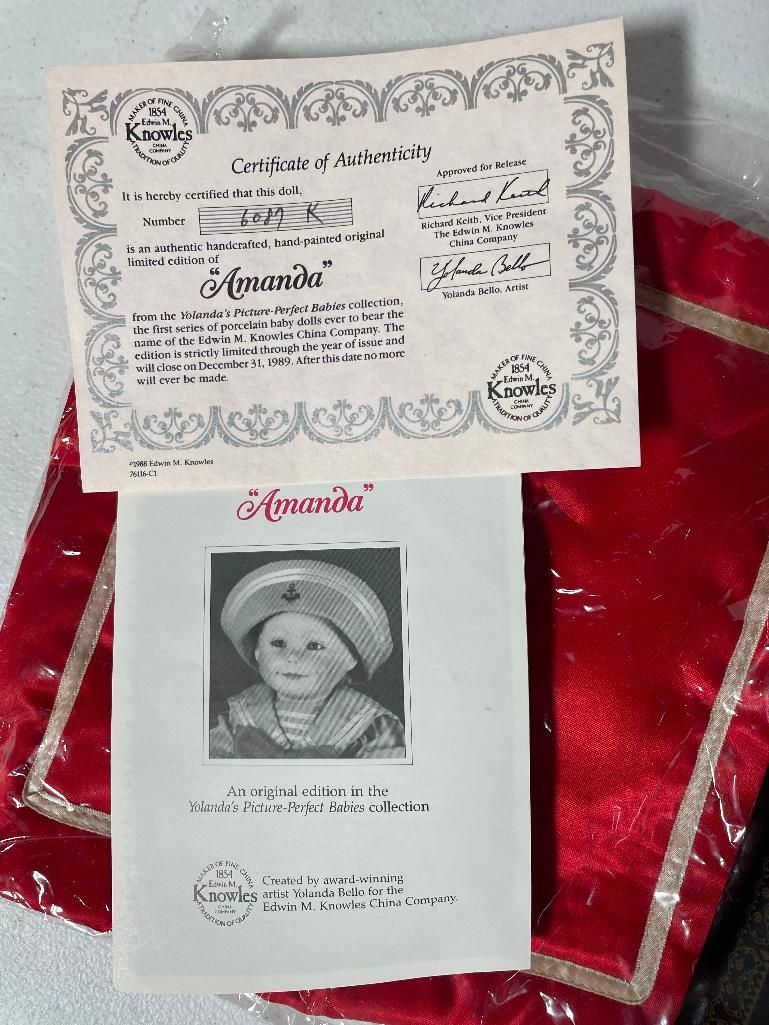 MAKER OF FINE CHINA
1854
Edwin M.
Knowles
CHINA
COMPANY
TRADITION OF QUALITY
Certificate of Authenticity
It is hereby certified that this doll,
Number 6087 K
is an authentic handcrafted, hand-painted original
limited edition of
“Amanda”
from the Yolanda's Picture-Perfect Babies collection,
the first series of porcelain baby dolls ever to bear the
name of the Edwin M. Knowles China Company. The
edition is strictly limited through the year of issue and
will close on December 31, 1989. After this date no more
will ever be made.
Approved for Release
Richard Keith
Richard Keith, Vice President
The Edwin M. Knowles
China Company
Yolanda Bello
Yolanda Bello, Artist
MAKER OF FINE CHINA
1854
Edwin M.
Knowles
CHINA
COMPANY
TRADITION OF QUALITY
©1988 Edwin M. Knowles
76116-C1
“Amanda”
An original edition in the
Yolanda's Picture-Perfect Babies collection
MAKER OF FINE CHINA
1854
Edwin M.
Knowles
CHINA
COMPANY
TRADITION OF QUALITY
Created by award-winning
artist Yolanda Bello for the
Edwin M. Knowles China Company.